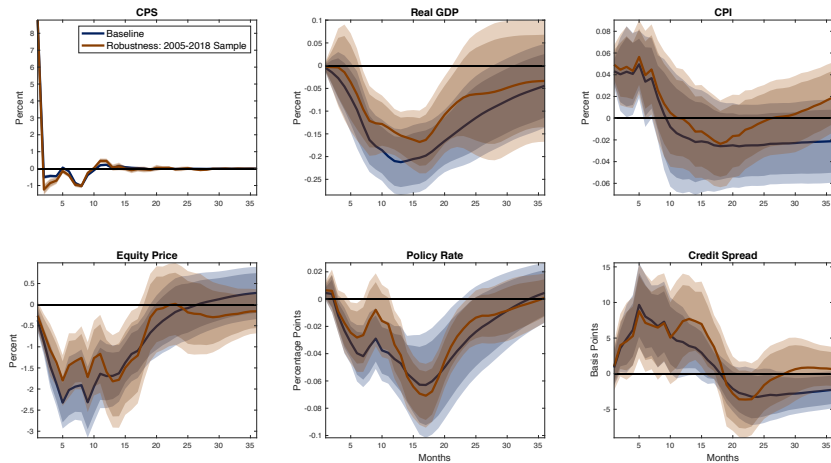 CPS
Percent
8
7
6
5
4
3
2
1
0
-1
5 10 15 20 25 30 35
Baseline
Robustness: 2005-2018 Sample
Real GDP
Percent
0.1
0.05
0
-0.05
-0.1
-0.15
-0.2
-0.25
5 10 15 20 25 30 35
CPI
Percent
0.08
0.06
0.04
0.02
0
-0.02
-0.04
-0.06
5 10 15 20 25 30 35
Equity Price
Percent
0.5
0
-0.5
-1
-1.5
-2
-2.5
-3
5 10 15 20 25 30 35
Policy Rate
Percentage Points
0.02
0
-0.02
-0.04
-0.06
-0.08
-0.1
5 10 15 20 25 30 35
Months
Credit Spread
Basis Points
15
10
5
0
-5
5 10 15 20 25 30 35
Months